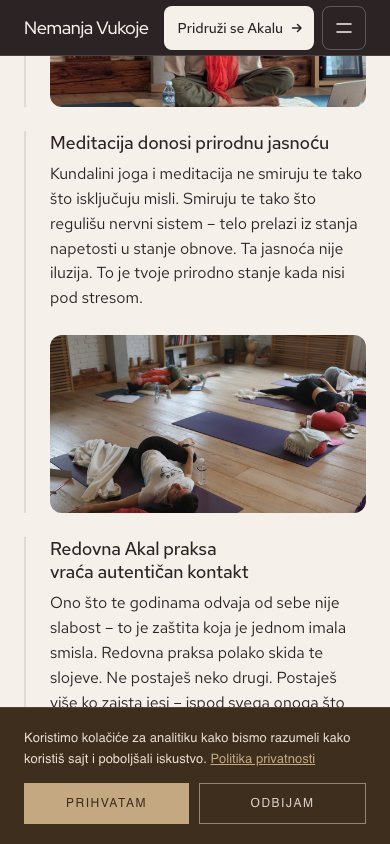 Nemanja Vukoje
Pridruži se Akalu →
Meditacija donosi prirodnu jasnoću
Kundalini joga i meditacija ne smiruju te tako
što isključuju misli. Smiruju te tako što
regulišu nervni sistem – telo prelazi iz stanja
napetosti u stanje obnove. Ta jasnoća nije
iluzija. To je tvoje prirodno stanje kada nisi
pod stresom.
Redovna Akal praksa
vraća autentičan kontakt
Ono što te godinama odvaja od sebe nije
slabost – to je zaštita koja je jednom imala
smisla. Redovna praksa polako skida te
slojeve. Ne postaješ neko drugi. Postaješ
više ko zaista jesi – ispod svega onoga što
Koristimo kolačiće za analitiku kako bismo razumeli kako
koristiš sajt i poboljšali iskustvo. Politika privatnosti
PRIHVATAM
ODBIJAM